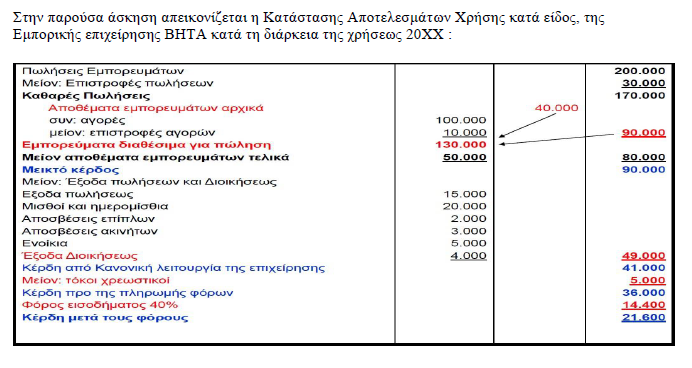 Στην παρούσα άσκηση απεικονίζεται η Κατάστασης Αποτελεσμάτων Χρήσης κατά είδος, της
Εμπορικής επιχείρησης ΒΗΤΑ κατά τη διάρκεια της χρήσεως 20ΧΧ :
Πωλήσεις Εμπορευμάτων 200.000
Μείον: Επιστροφές πωλήσεων 30.000
Καθαρές Πωλήσεις 170.000
Αποθέματα εμπορευμάτων αρχικά 40.000
συν: αγορές 100.000
μείον: επιστροφές αγορών 10.000 90.000
Εμπορεύματα διαθέσιμα για πώληση 130.000
Μείον αποθέματα εμπορευμάτων τελικά 50.000 80.000
Μεικτό κέρδος 90.000
Μείον: Έξοδα πωλήσεων και Διοικήσεως
Εξοδα πωλήσεως 15.000
Μισθοί και ημερομίσθια 20.000
Αποσβέσεις επίπλων 2.000
Αποσβέσεις ακινήτων 3.000
Ενοίκια 5.000
Έξοδα Διοικήσεως 4.000 49.000
Κέρδη από Κανονική λειτουργία της επιχείρησης 41.000
Μείον: τόκοι χρεωστικοί 5.000
Κέρδη προ της πληρωμής φόρων 36.000
Φόρος εισοδήματος 40% 14.400
Κέρδη μετά τους φόρους 21.600